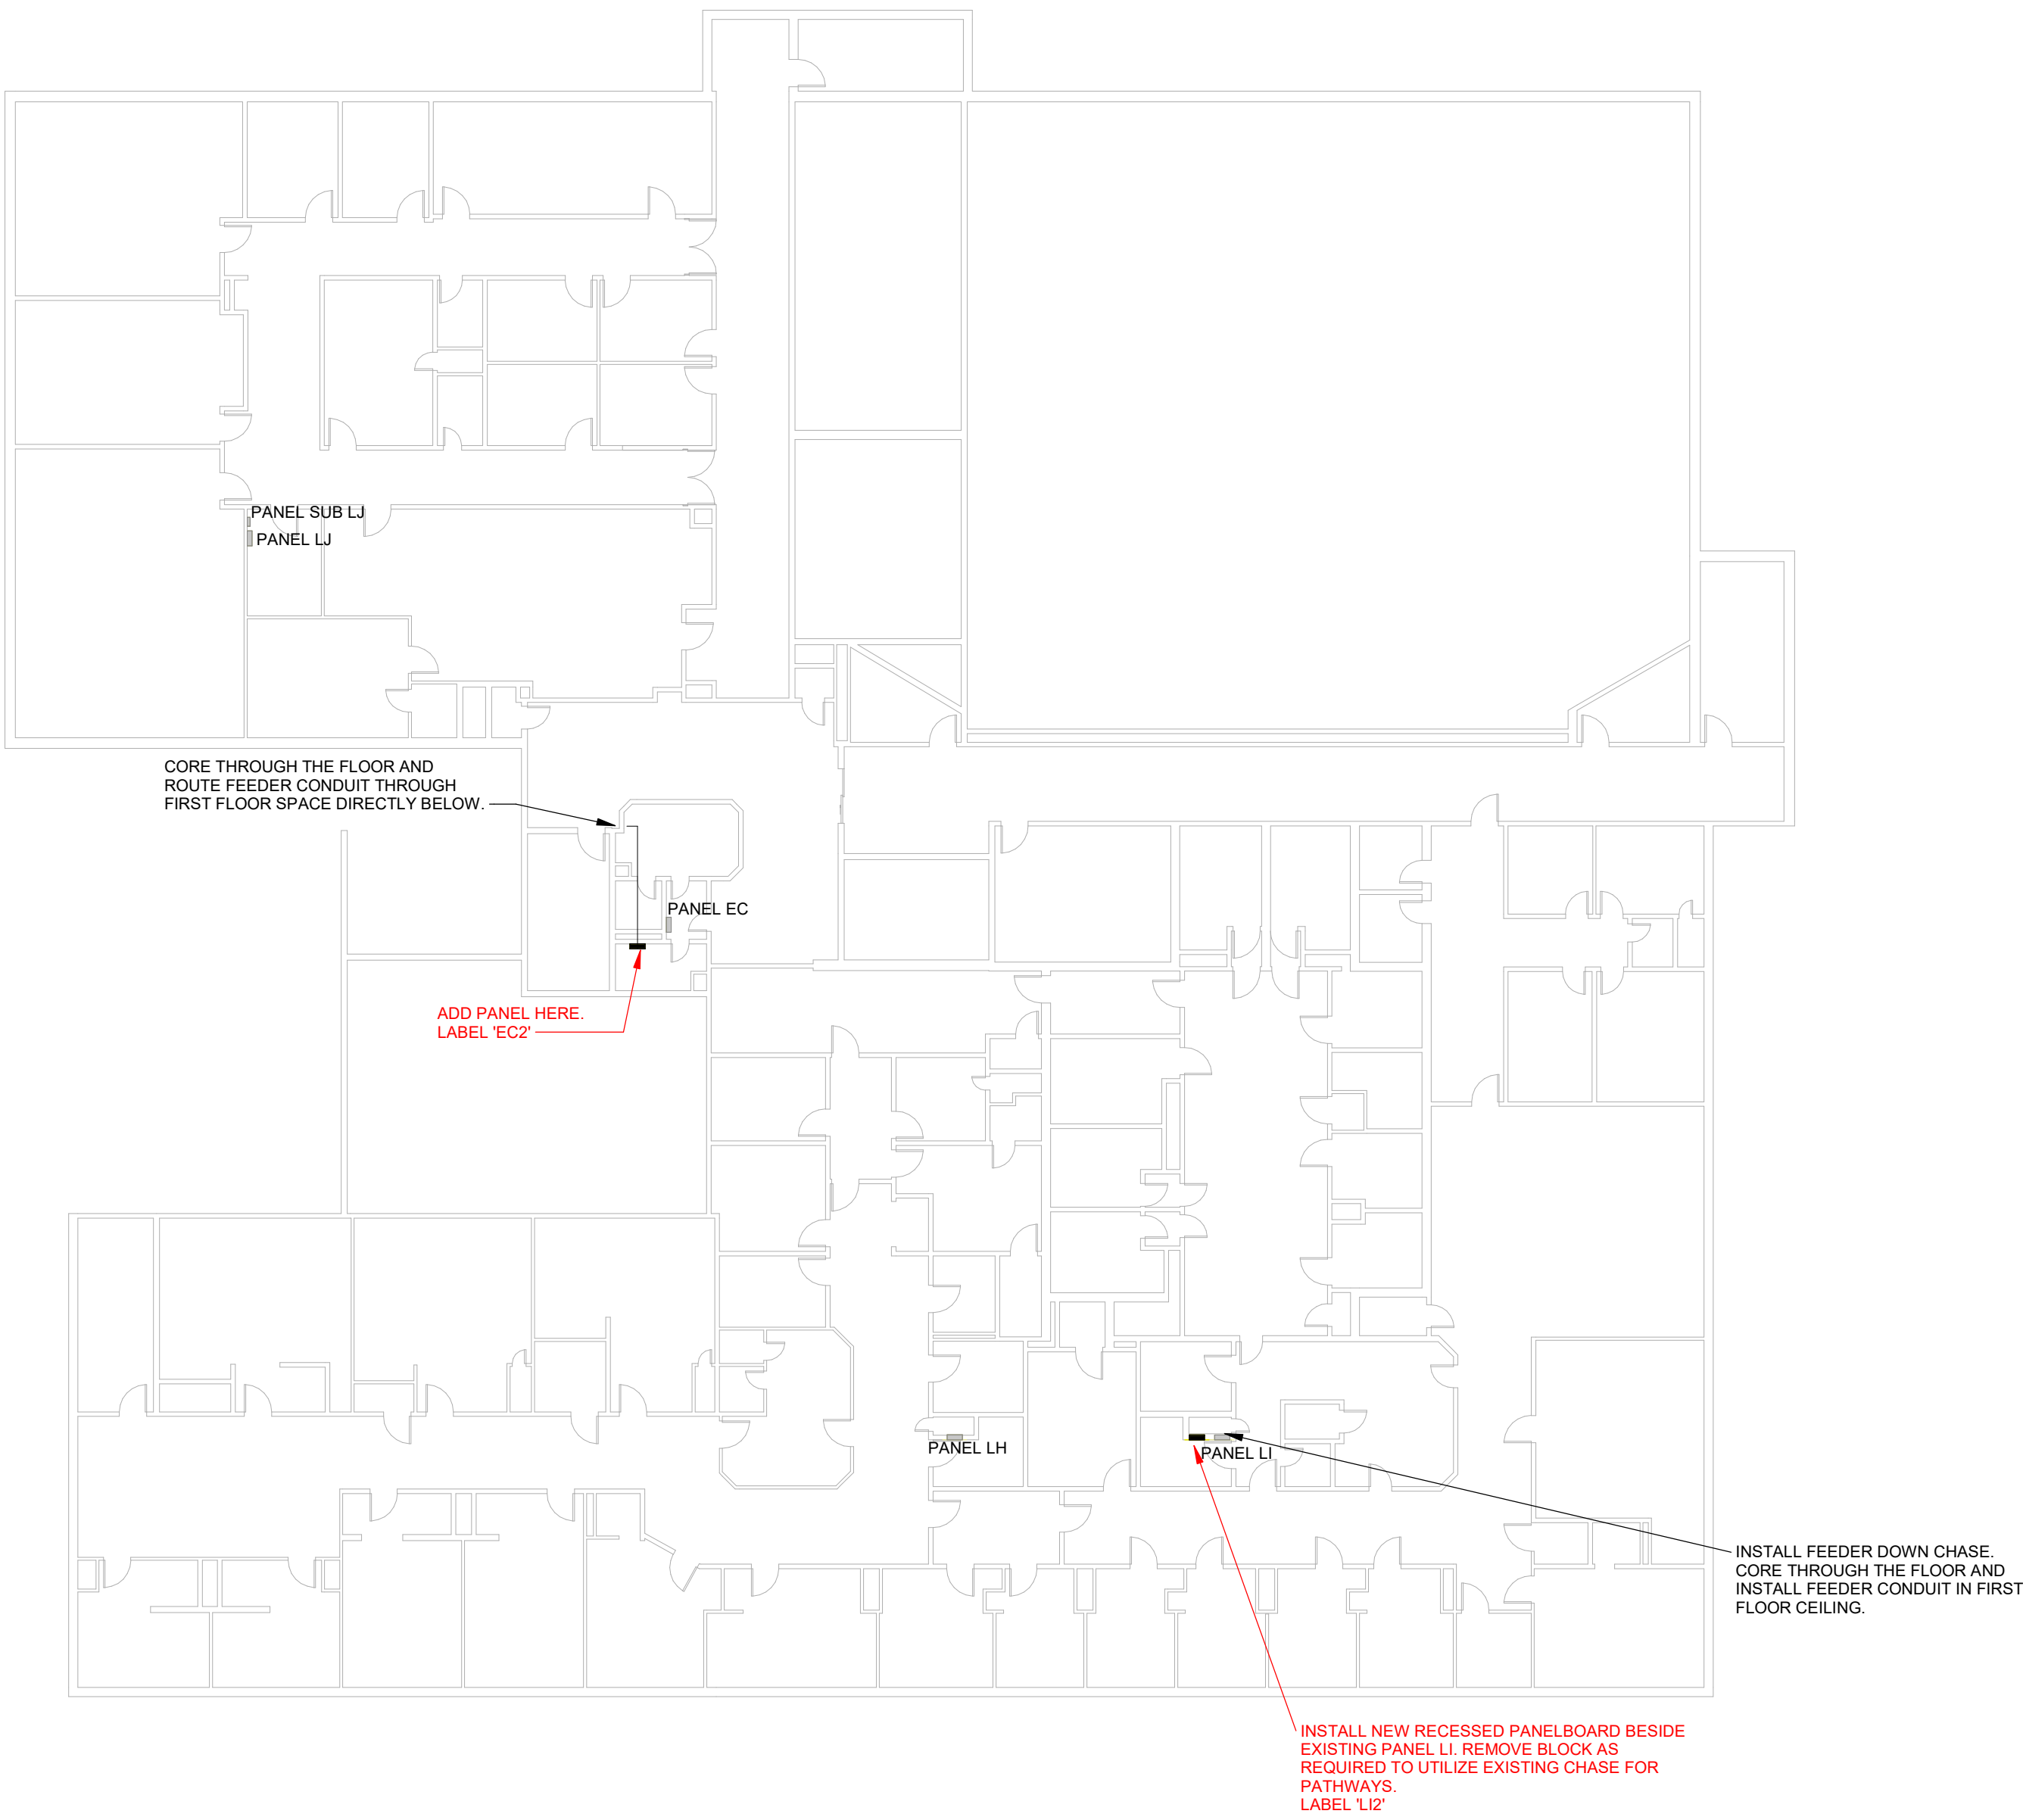 PANEL SUB LJ
PANEL LJ
CORE THROUGH THE FLOOR AND
ROUTE FEEDER CONDUIT THROUGH
FIRST FLOOR SPACE DIRECTLY BELOW.
PANEL EC
ADD PANEL HERE.
LABEL 'EC2'
PANEL LH
PANEL LI
INSTALL FEEDER DOWN CHASE.
CORE THROUGH THE FLOOR AND
INSTALL FEEDER CONDUIT IN FIRST
FLOOR CEILING.
INSTALL NEW RECESSED PANELBOARD BESIDE
EXISTING PANEL LI. REMOVE BLOCK AS
REQUIRED TO UTILIZE EXISTING CHASE FOR
PATHWAYS.
LABEL 'LI2'